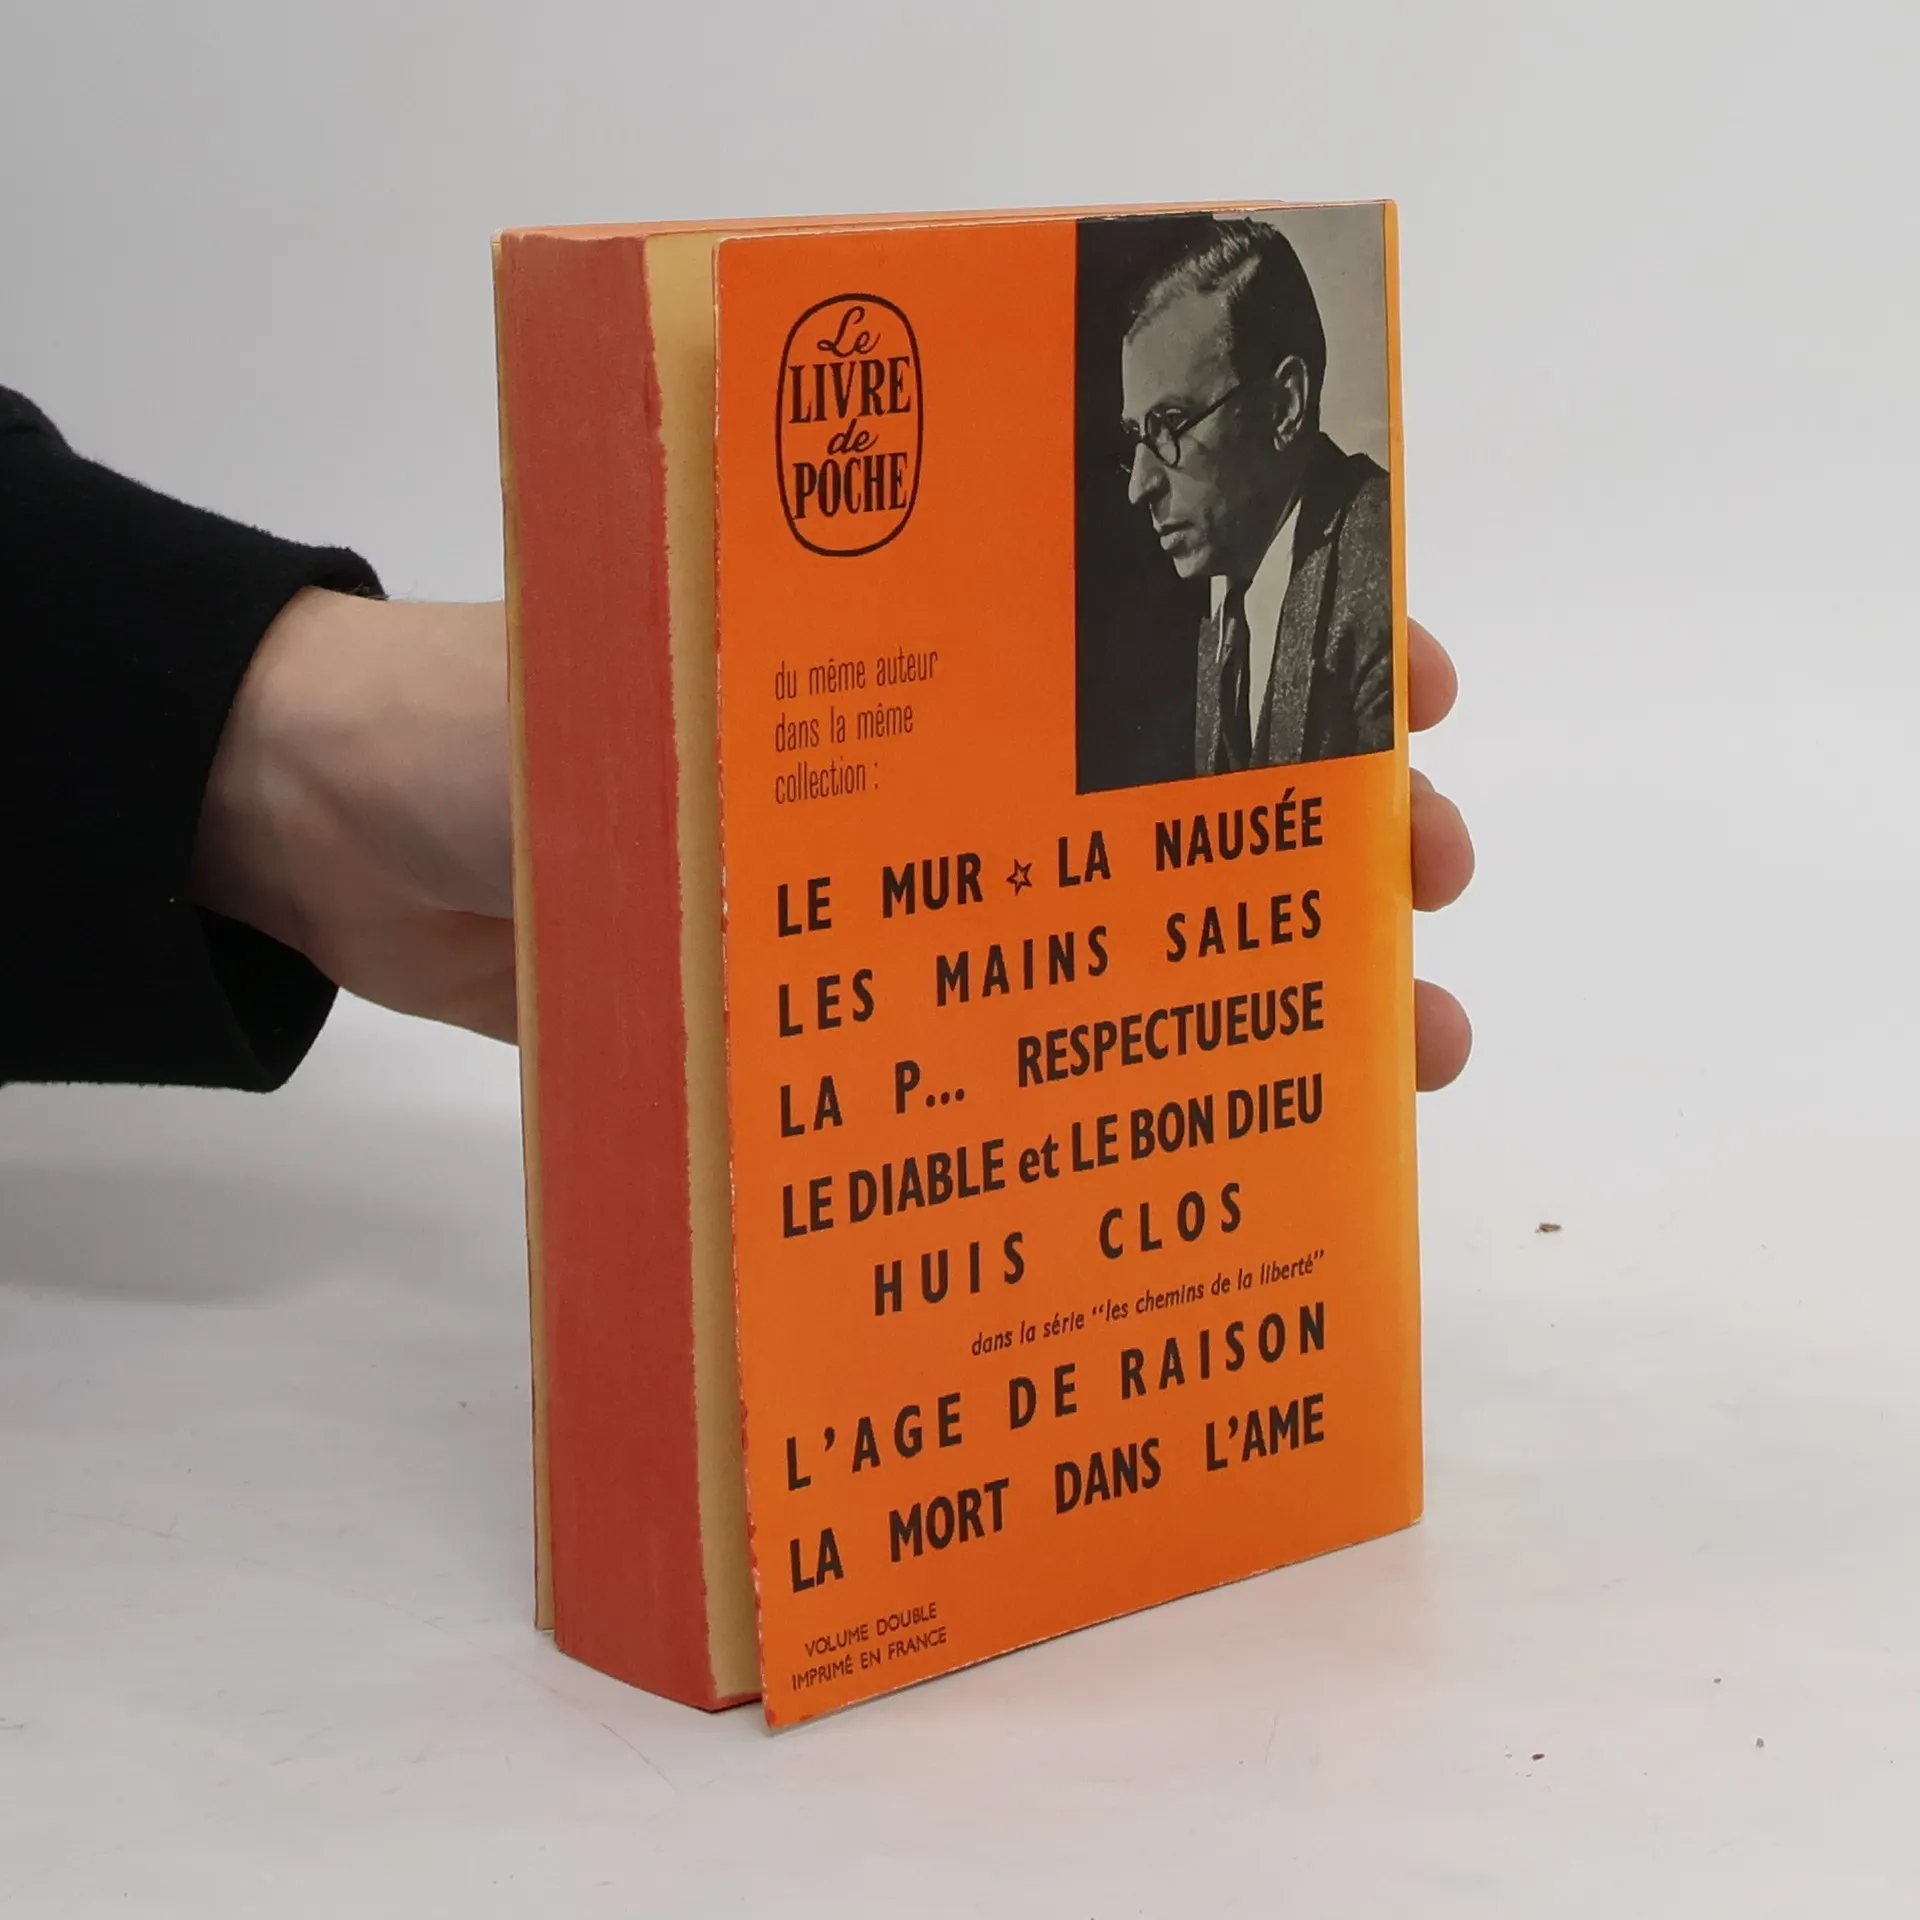 Le
LIVRE
de
POCHE
du même auteur
dans la même
collection :
LE MUR ☆ LA NAUSÉE
LES MAINS SALES
LA P... RESPECTUEUSE
LE DIABLE et LE BON DIEU
HUIS CLOS
dans la série “les chemins de la liberté”
L’AGE DE RAISON
LA MORT DANS L’AME
VOLUME DOUBLE
IMPRIMÉ EN FRANCE